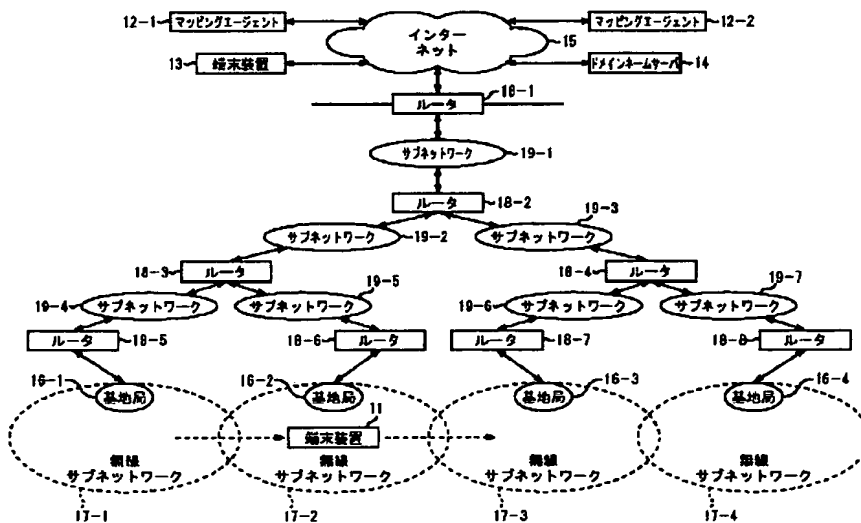 12-1 マッピングエージェント インターネット マッピングエージェント 12-2
15
13 端末装置 ドメインネームサーバ 14
ルータ 18-1
サブネットワーク 19-1
ルータ 18-2
19-3
サブネットワーク 19-2 サブネットワーク
18-3 ルータ 19-5 18-4 ルータ 19-7
19-4 サブネットワーク サブネットワーク 19-6 サブネットワーク サブネットワーク
ルータ 18-5 18-6 ルータ ルータ 18-7 18-8 ルータ
16-1 基地局 16-2 基地局 基地局 16-3 基地局 16-4
11
端末装置
無線 無線 無線 無線
サブネットワーク サブネットワーク サブネットワーク サブネットワーク
17-1 17-2 17-3 17-4